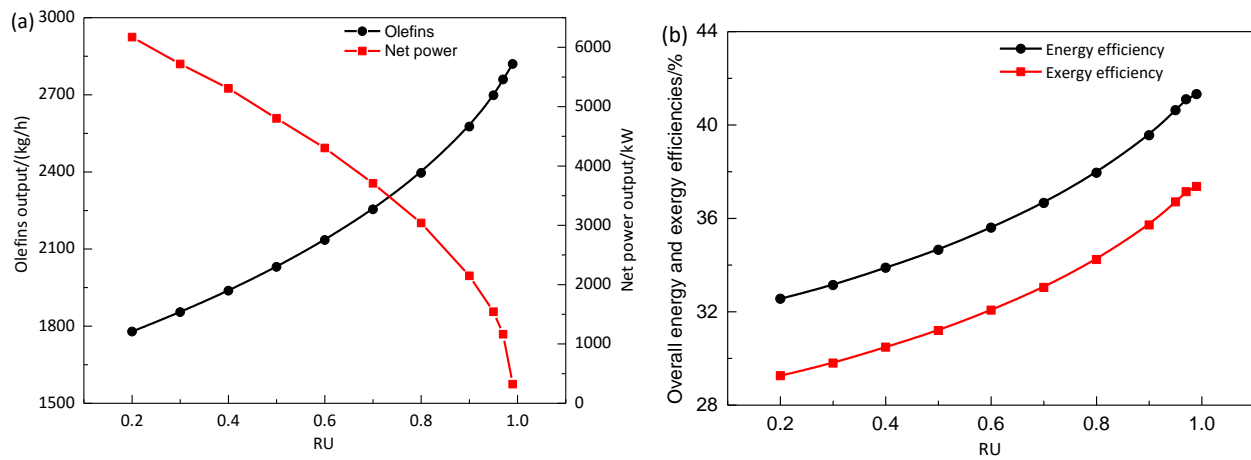 (a)
Olefins
Net power
Olefins output/(kg/h)
3000
2700
2400
2100
1800
1500
0.2 0.4 0.6 0.8 1.0
RU
6000
5000
4000
3000
2000
1000
0
Net power output/kW
(b)
Energy efficiency
Exergy efficiency
Overall energy and exergy efficiencies/%
44
40
36
32
28
0.2 0.4 0.6 0.8 1.0
RU